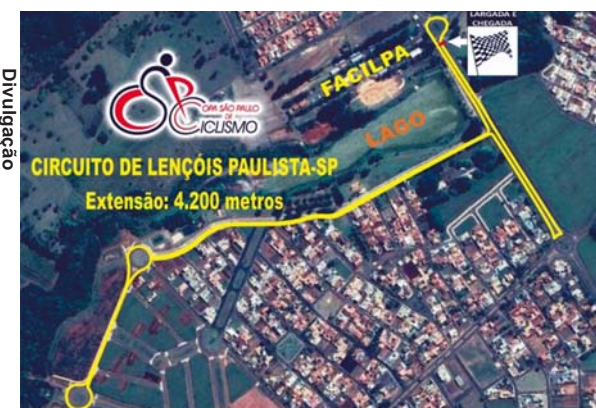 Divulgação
LARGADA E
CHEGADA
FACILPA
COPA SÃO PAULO
DE
CICLISMO
LAGO
CIRCUITO DE LENÇÓIS PAULISTA-SP
Extensão: 4.200 metros